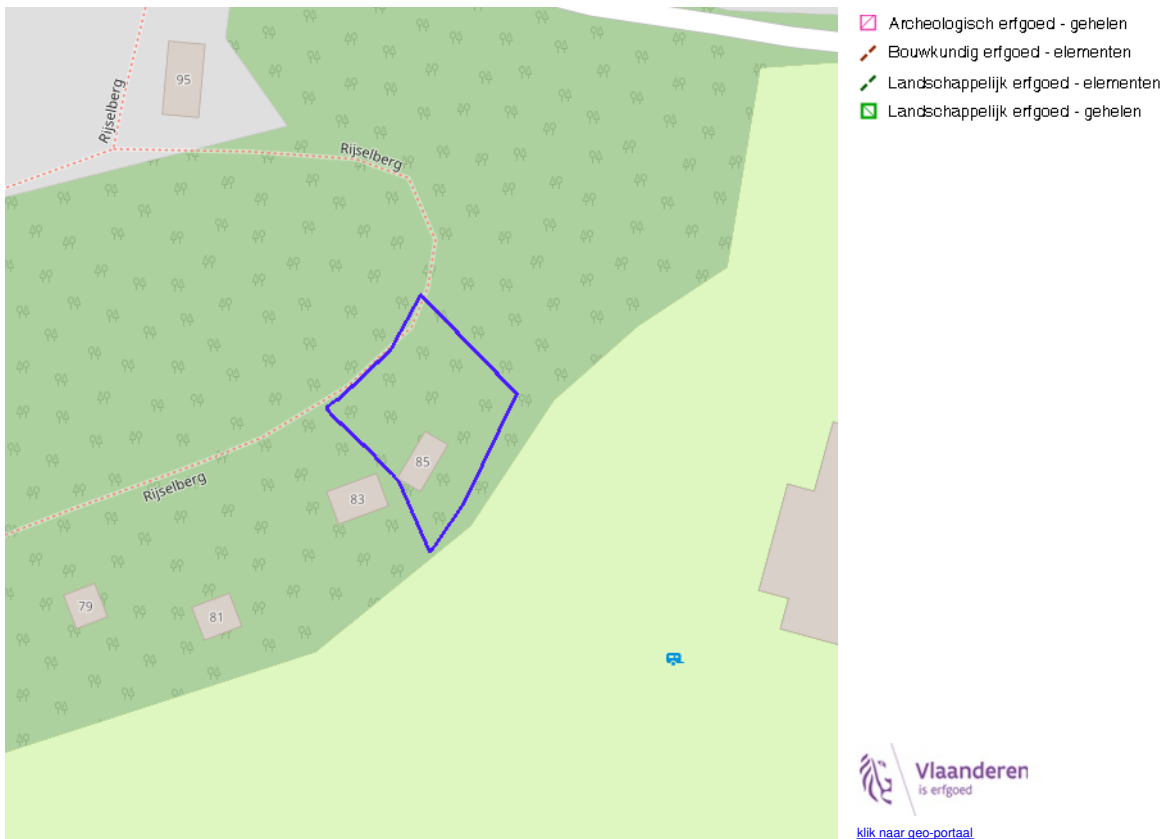 Archeologisch erfgoed - gehelen
Bouwkundig erfgoed - elementen
Landschappelijk erfgoed - elementen
Landschappelijk erfgoed - gehelen
95
Rijselberg
Rijselberg
85
83
Rijselberg
79
81
Vlaanderen
is erfgoed
klik naar geo-portaal